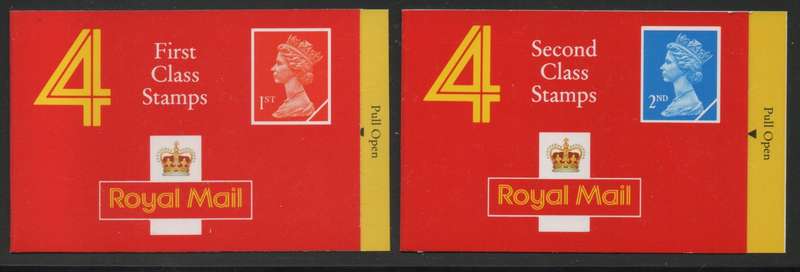 4
First
Class
Stamps
1ST
Pull Open
Royal Mail
4
Second
Class
Stamps
2ND
Pull Open
Royal Mail